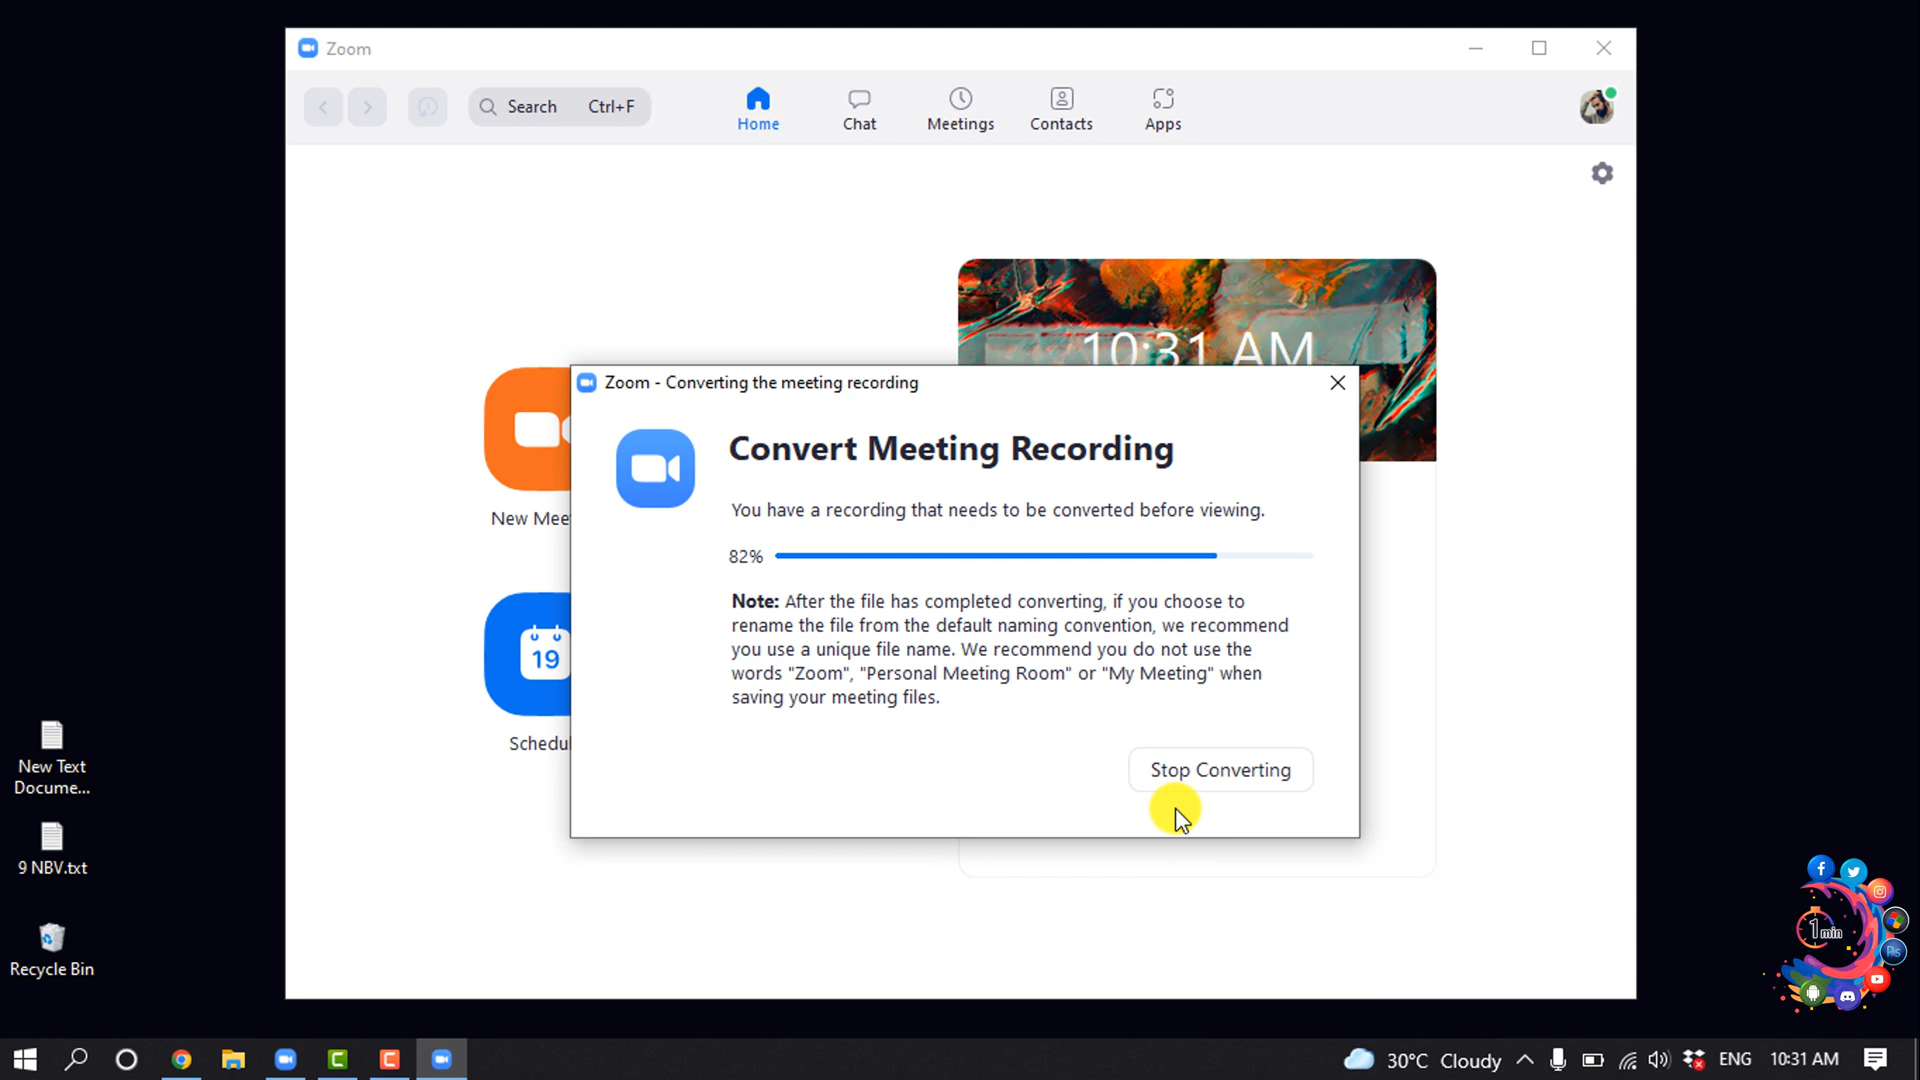 Zoom
Search Ctrl+F
Home
Chat
Meetings
Contacts
Apps
10:31 AM
Zoom - Converting the meeting recording
Convert Meeting Recording
You have a recording that needs to be converted before viewing.
82%
Note: After the file has completed converting, if you choose to
rename the file from the default naming convention, we recommend
you use a unique file name. We recommend you do not use the
words "Zoom", "Personal Meeting Room" or "My Meeting" when
saving your meeting files.
Stop Converting
New Mee
19
Schedul
New Text
Docume...
9 NBV.txt
Recycle Bin
1 min
Ps
30°C Cloudy
ENG
10:31 AM